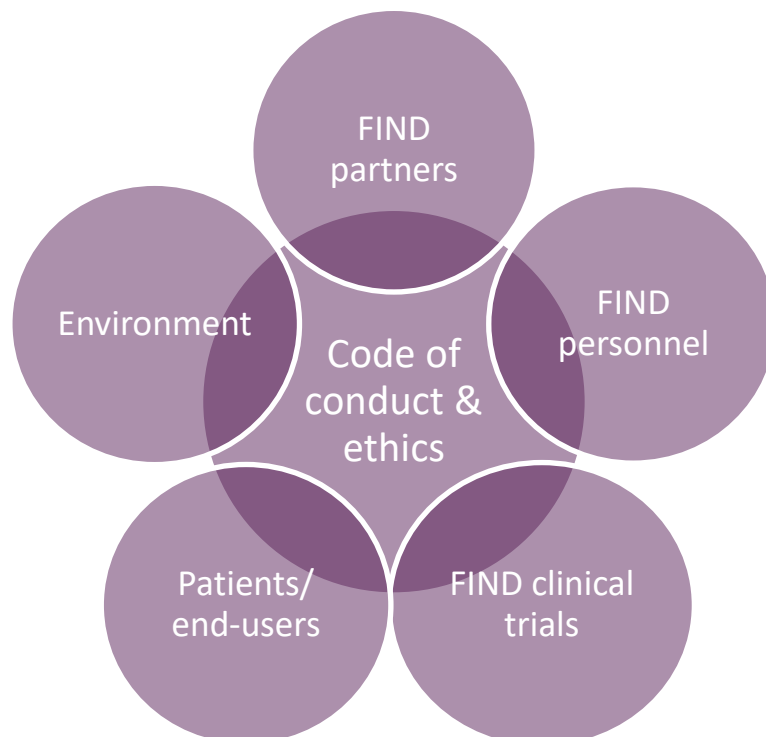 FIND
partners
Environment
FIND
personnel
Code of
conduct &
ethics
Patients/
end-users
FIND clinical
trials